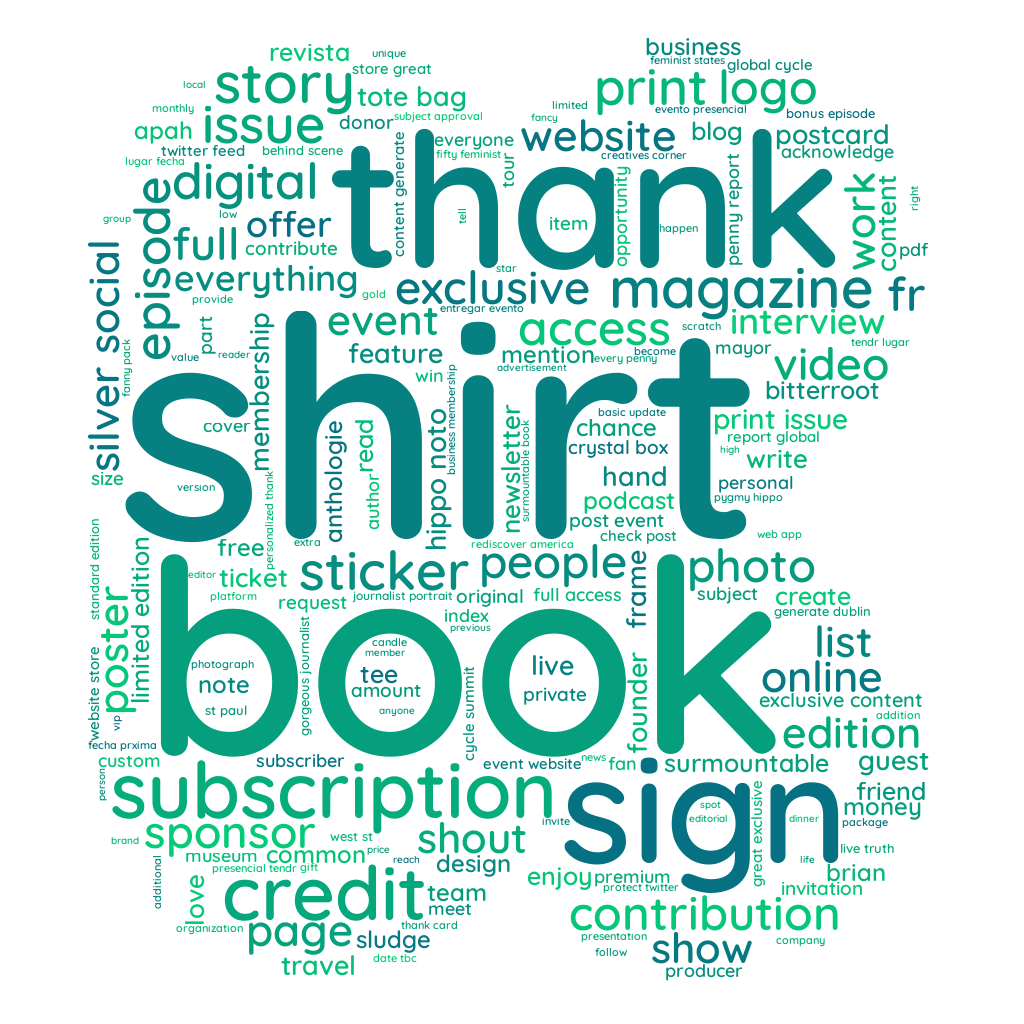 revista
unique
store great
business
feminist states
global cycle
local
story
tote bag
print logo
monthly
subject approval
limited
evento presencial
bonus episode
apah
issue
donor
everyone
fancy
website
blog
postcard
twitter feed
behind scene
fifty feminist
creatives corner
acknowledge
lugar fecha
digital
thank
content generate
tour
opportunity
penny report
work
content
right
group
low
offer
tell
item
happen
episode
full
contribute
pdf
silver social
everything
star
provide
gold
exclusive
magazine
fr
entregar evento
part
membership
event
access
scratch
interview
fanny pack
value
reader
feature
mention
every penny
become
mayor
tendr lugar
win
advertisement
video
shirt
business membership
bitterroot
cover
hippo noto
newsletter
surmountable book
basic update
chance
print issue
anthologie
read
author
crystal box
report global
size
version
personalized thank
hand
high
write
personal
podcast
pygmy hippo
post event
standard edition
limited edition
free
extra
rediscover america
check post
web app
editor
ticket
sticker
people
frame
photo
platform
request
journalist portrait
original
full access
subject
create
poster
index
previous
generate dublin
book
gorgeous journalist
candle
member
live
list
website store
photograph
note
tee
amount
private
founder
online
st paul
anyone
cycle summit
exclusive content
vip
addition
fecha prxima
edition
custom
subscriber
event website
news
fan
surmountable
guest
person
subscription
sign
great exclusive
friend
money
spot
editorial
dinner
package
brand
sponsor
west st
price
shout
invite
live truth
additional
museum
common
reach
design
life
brian
presencial tendr
gift
love
credit
team
enjoy
premium
protect twitter
invitation
meet
organization
page
thank card
contribution
sludge
presentation
show
company
travel
date tbc
follow
producer